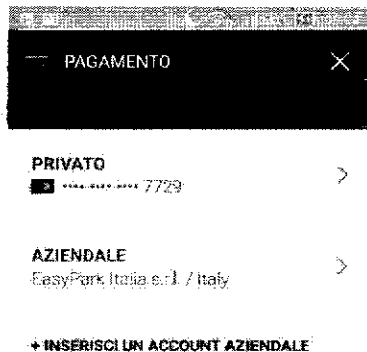 PAGAMENTO
PRIVATO
•••• •••• •••• 7729
AZIENDALE
EasyPark Italia s.r.l. / Italy
+ INSERISCI UN ACCOUNT AZIENDALE